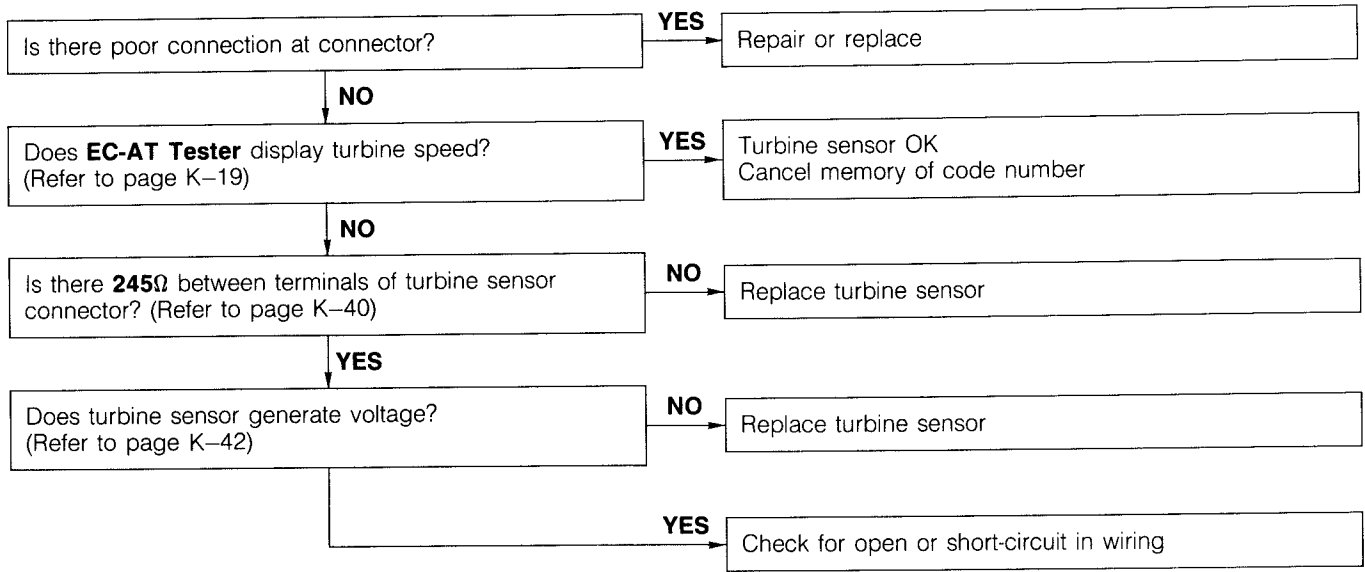 Is there poor connection at connector?
YES
Repair or replace
NO
Does EC-AT Tester display turbine speed?
(Refer to page K–19)
YES
Turbine sensor OK
Cancel memory of code number
NO
Is there 245Ω between terminals of turbine sensor
connector? (Refer to page K–40)
NO
Replace turbine sensor
YES
Does turbine sensor generate voltage?
(Refer to page K–42)
NO
Replace turbine sensor
YES
Check for open or short-circuit in wiring